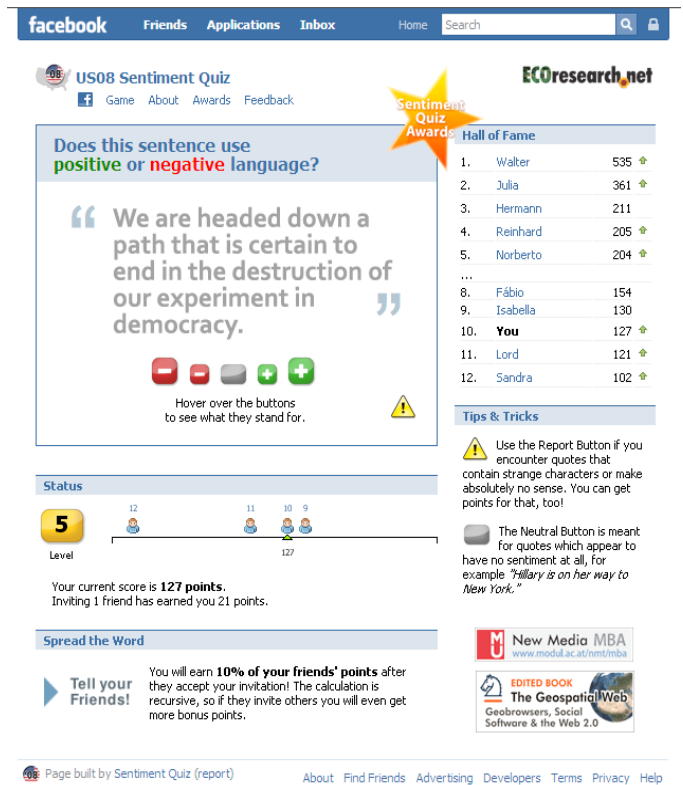 facebook Friends Applications Inbox Home Search
08 US08 Sentiment Quiz
Game About Awards Feedback
ECOresearch.net
Sentiment
Quiz
Awards
Does this sentence use
positive or negative language?
“ We are headed down a
path that is certain to
end in the destruction of
our experiment in
democracy. ”
Hover over the buttons
to see what they stand for.
Hall of Fame
1. Walter 535
2. Julia 361
3. Hermann 211
4. Reinhard 205
5. Norberto 204
...
8. Fábio 154
9. Isabella 130
10. You 127
11. Lord 121
12. Sandra 102
Tips & Tricks
Use the Report Button if you
encounter quotes that
contain strange characters or make
absolutely no sense. You can get
points for that, too!
The Neutral Button is meant
for quotes which appear to
have no sentiment at all, for
example "Hillary is on her way to
New York."
Status
5
Level
12 11 10 9
127
Your current score is 127 points.
Inviting 1 friend has earned you 21 points.
Spread the Word
Tell your
Friends!
You will earn 10% of your friends' points after
they accept your invitation! The calculation is
recursive, so if they invite others you will even get
more bonus points.
MU New Media MBA
www.modul.ac.at/nmt/mba
EDITED BOOK
The Geospatial Web
Geobrowsers, Social
Software & the Web 2.0
08 Page built by Sentiment Quiz (report)
About Find Friends Advertising Developers Terms Privacy Help